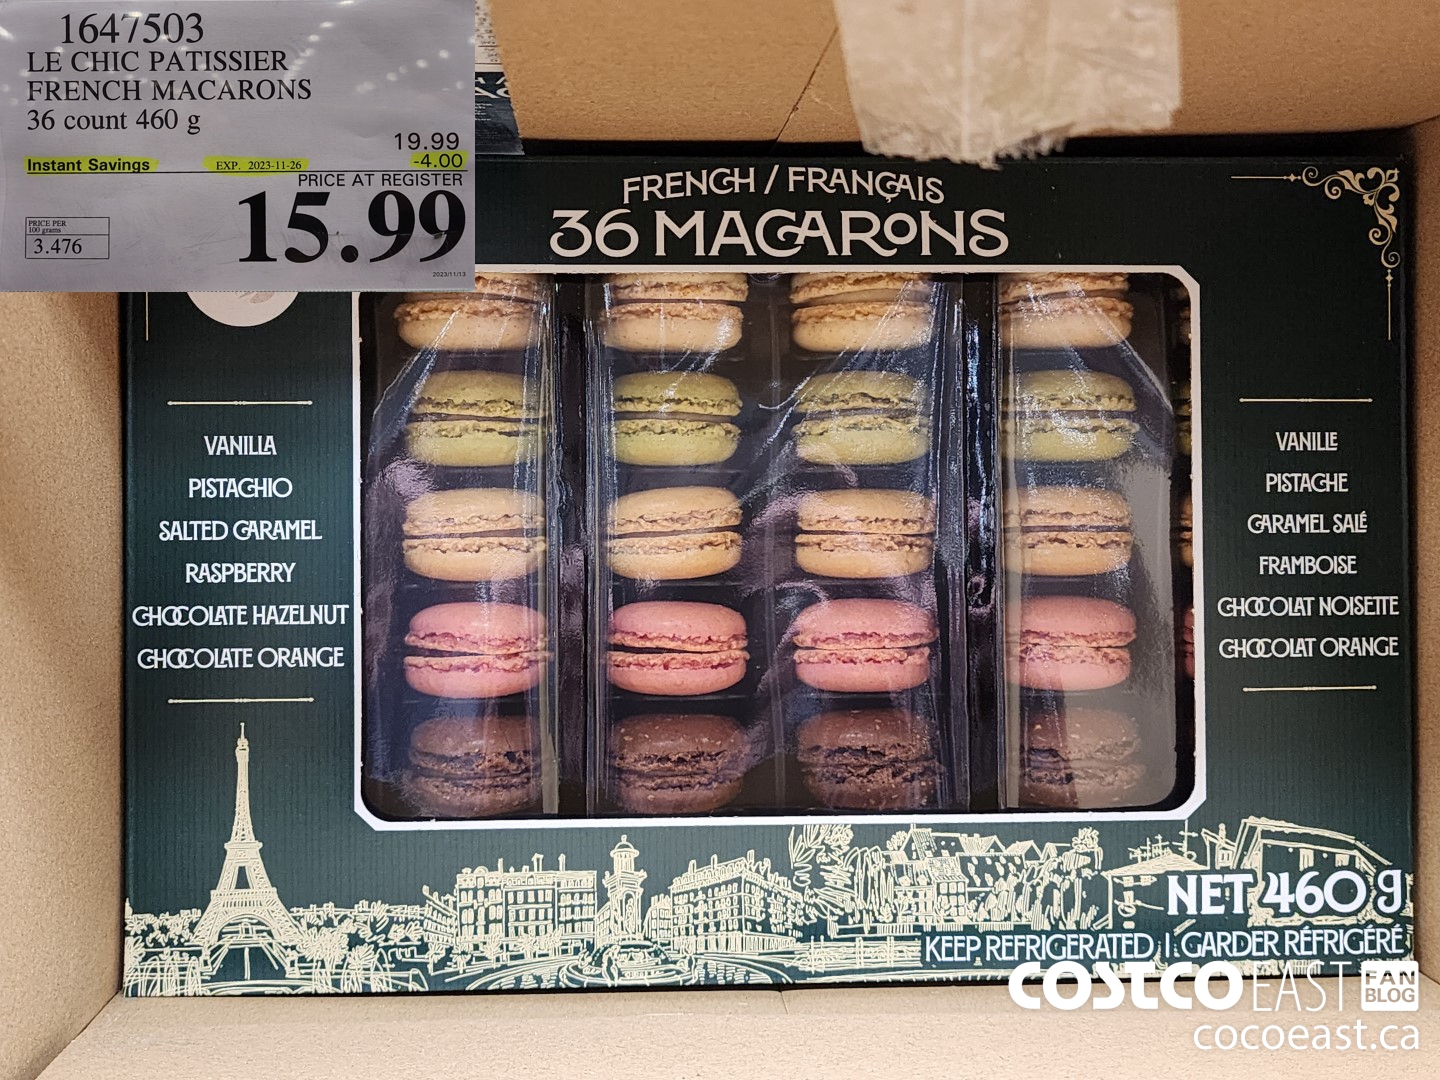 1647503
LE CHIC PATISSIER
FRENCH MACARONS
36 count 460 g
19.99
Instant Savings EXP. 2023-11-26 -4.00
PRICE AT REGISTER
15.99
PRICE PER
100 grams
3.476
2023/11/13
FRENCH / FRANÇAIS
36 MACARONS
VANILLA
PISTACHIO
SALTED CARAMEL
RASPBERRY
CHOCOLATE HAZELNUT
CHOCOLATE ORANGE
VANILLE
PISTACHE
CARAMEL SALÉ
FRAMBOISE
CHOCOLAT NOISETTE
CHOCOLAT ORANGE
NET 460 g
KEEP REFRIGERATED | GARDER RÉFRIGÉRÉ
COSTCO EAST FAN BLOG
cocoeast.ca